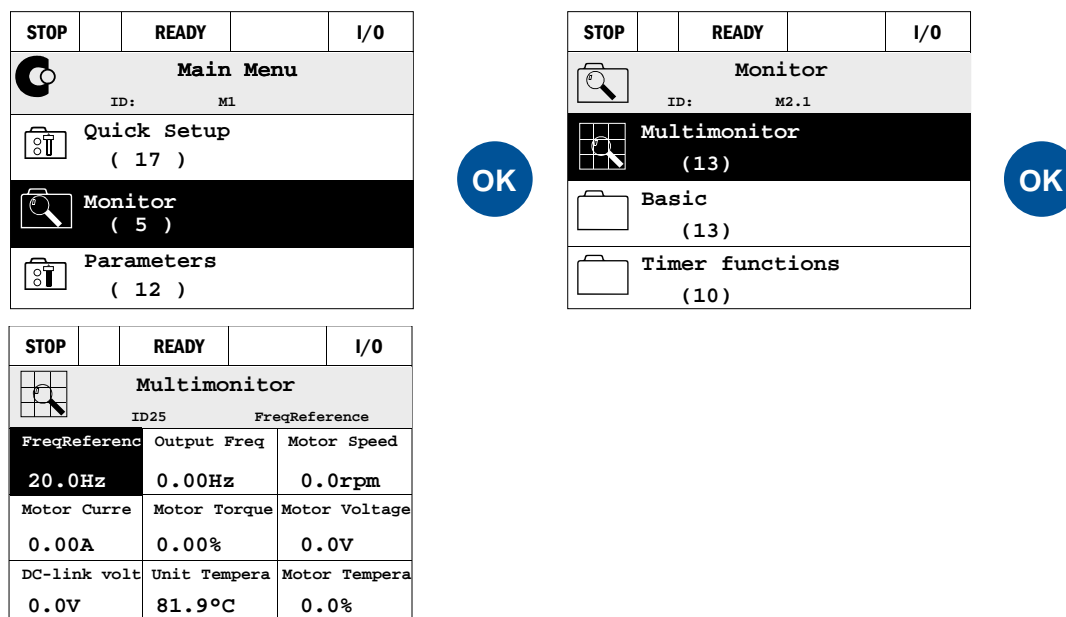 STOP READY I/O
Main Menu
ID: M1
Quick Setup
( 17 )
Monitor
( 5 )
Parameters
( 12 )
OK
STOP READY I/O
Monitor
ID: M2.1
Multimonitor
(13)
Basic
(13)
Timer functions
(10)
OK
STOP READY I/O
Multimonitor
ID25 FreqReference
FreqReferenc Output Freq Motor Speed
20.0Hz 0.00Hz 0.0rpm
Motor Curre Motor Torque Motor Voltage
0.00A 0.00% 0.0V
DC-link volt Unit Tempera Motor Tempera
0.0V 81.9°C 0.0%